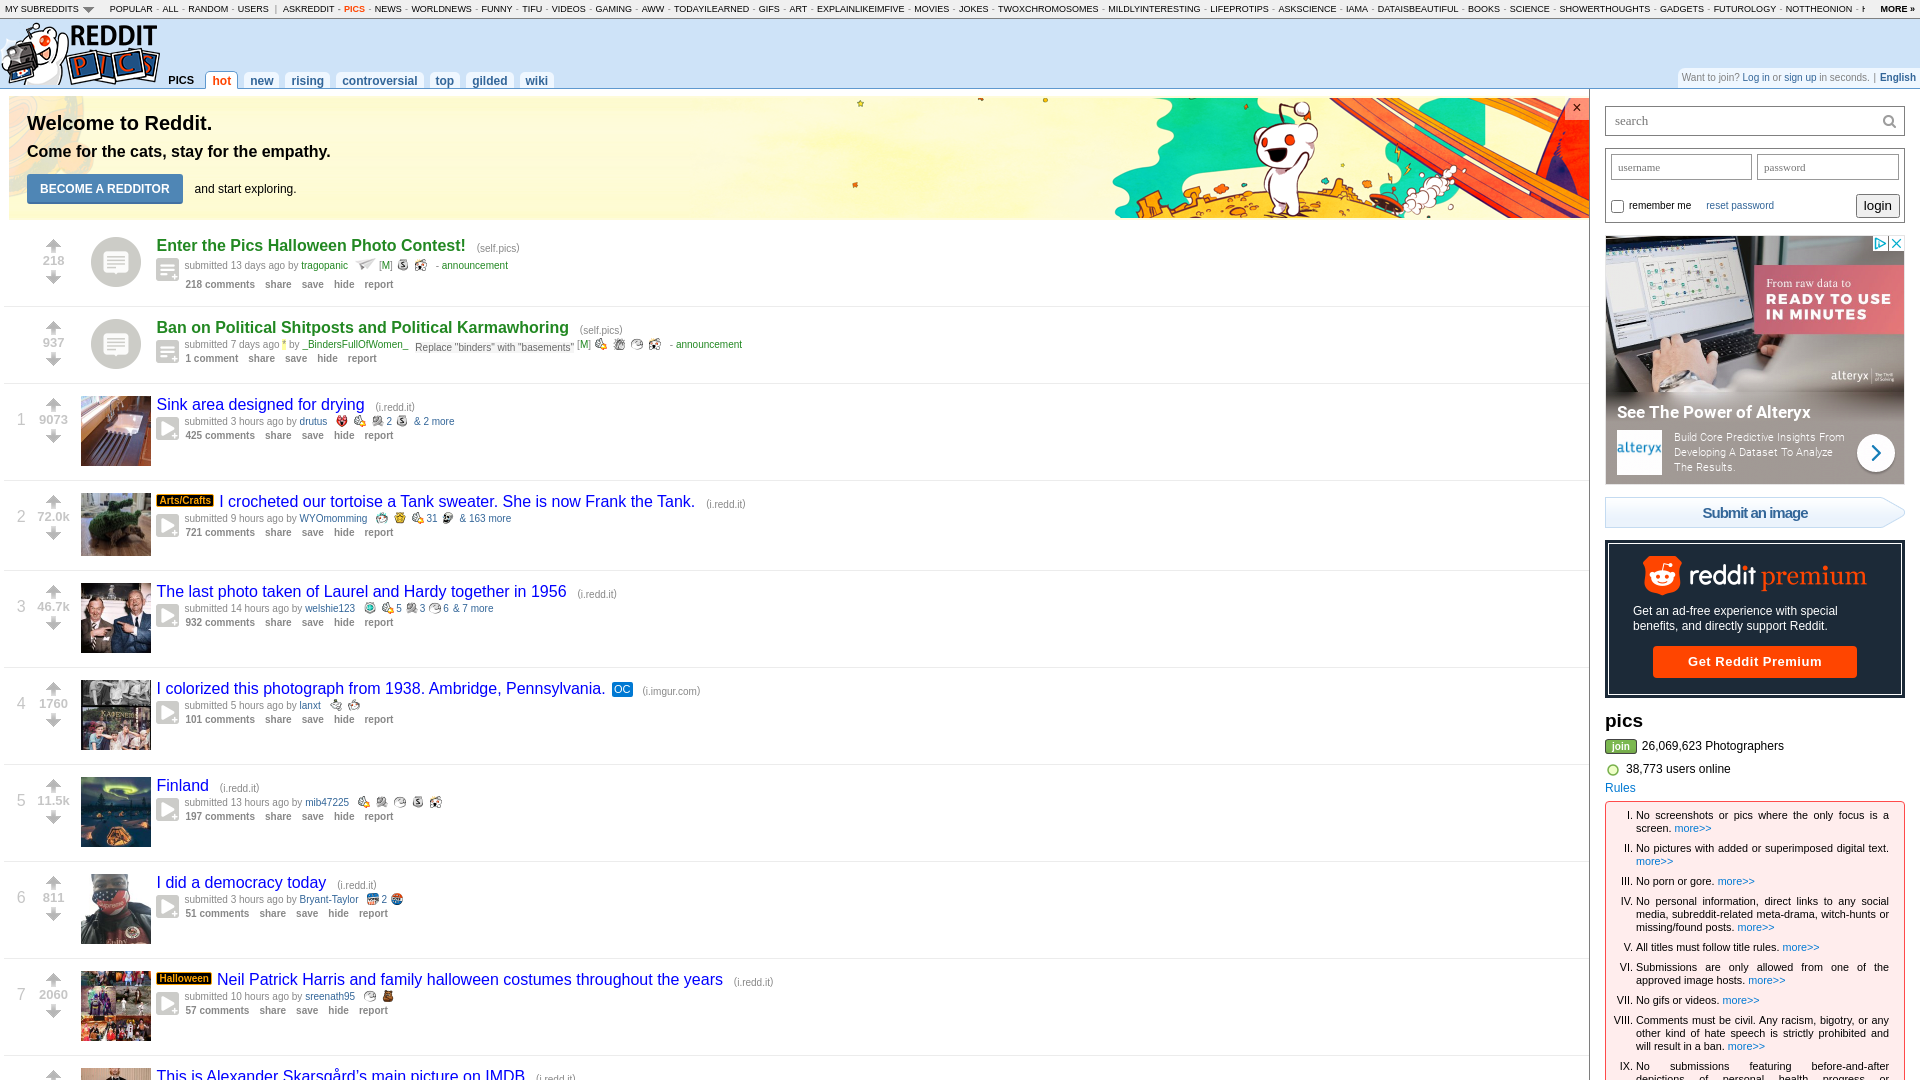 MY SUBREDDITS POPULAR - ALL - RANDOM - USERS | ASKREDDIT - PICS - NEWS - WORLDNEWS - FUNNY - TIFU - VIDEOS - GAMING - AWW - TODAYILEARNED - GIFS - ART - EXPLAINLIKEIMFIVE - MOVIES - JOKES - TWOXCHROMOSOMES - MILDLYINTERESTING - LIFEPROTIPS - ASKSCIENCE - IAMA - DATAISBEAUTIFUL - BOOKS - SCIENCE - SHOWERTHOUGHTS - GADGETS - FUTUROLOGY - NOTTHEONION - MORE »
REDDIT
PICS
PICS hot new rising controversial top gilded wiki
Want to join? Log in or sign up in seconds. | English
Welcome to Reddit.
Come for the cats, stay for the empathy.
BECOME A REDDITOR and start exploring.
×
218
Enter the Pics Halloween Photo Contest! (self.pics)
submitted 13 days ago by tragopanic [M] - announcement
218 comments share save hide report
937
Ban on Political Shitposts and Political Karmawhoring (self.pics)
submitted 7 days ago * by _BindersFullOfWomen_ Replace "binders" with "basements" [M] - announcement
1 comment share save hide report
1 9073
Sink area designed for drying (i.redd.it)
submitted 3 hours ago by drutus 2 & 2 more
425 comments share save hide report
2 72.0k
Arts/Crafts I crocheted our tortoise a Tank sweater. She is now Frank the Tank. (i.redd.it)
submitted 9 hours ago by WYOmomming 31 & 163 more
721 comments share save hide report
3 46.7k
The last photo taken of Laurel and Hardy together in 1956 (i.redd.it)
submitted 14 hours ago by welshie123 5 3 6 & 7 more
932 comments share save hide report
4 1760
I colorized this photograph from 1938. Ambridge, Pennsylvania. OC (i.imgur.com)
submitted 5 hours ago by lanxt
101 comments share save hide report
5 11.5k
Finland (i.redd.it)
submitted 13 hours ago by mib47225
197 comments share save hide report
6 811
I did a democracy today (i.redd.it)
submitted 3 hours ago by Bryant-Taylor 2
51 comments share save hide report
7 2060
Halloween Neil Patrick Harris and family halloween costumes throughout the years (i.redd.it)
submitted 10 hours ago by sreenath95
57 comments share save hide report
This is Alexander Skarsgård's main picture on IMDB (i.redd.it)
search
username password
remember me reset password login
From raw data to
READY TO USE
IN MINUTES
alteryx
See The Power of Alteryx
alteryx
Build Core Predictive Insights From
Developing A Dataset To Analyze
The Results.
Submit an image
reddit premium
Get an ad-free experience with special
benefits, and directly support Reddit.
Get Reddit Premium
pics
join 26,069,623 Photographers
38,773 users online
Rules
I. No screenshots or pics where the only focus is a
screen. more>>
II. No pictures with added or superimposed digital text.
more>>
III. No porn or gore. more>>
IV. No personal information, direct links to any social
media, subreddit-related meta-drama, witch-hunts or
missing/found posts. more>>
V. All titles must follow title rules. more>>
VI. Submissions are only allowed from one of the
approved image hosts. more>>
VII. No gifs or videos. more>>
VIII. Comments must be civil. Any racism, bigotry, or any
other kind of hate speech is strictly prohibited and
will result in a ban. more>>
IX. No submissions featuring before-and-after
depictions of personal health progress or